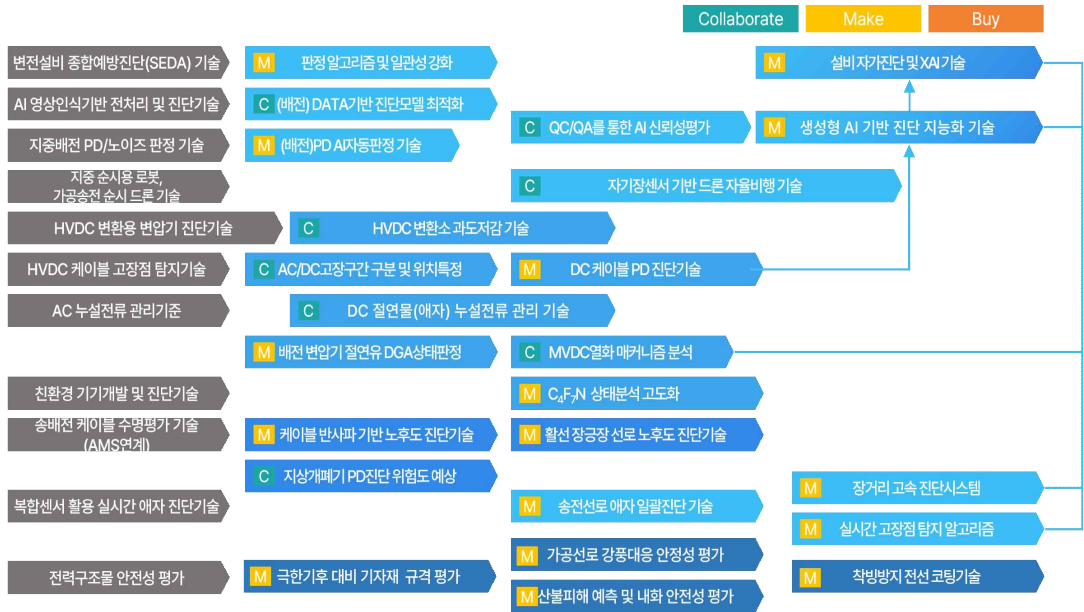 Collaborate
Make
Buy
변전설비 종합예방진단(SEDA) 기술
M 판정 알고리즘 및 일관성 강화
M 설비 자가진단 및 XAI 기술
AI 영상인식기반 전처리 및 진단기술
C (배전) DATA기반 진단모델 최적화
C QC/QA를 통한 AI 신뢰성평가
M 생성형 AI 기반 진단 지능화 기술
지중배전 PD/노이즈 판정 기술
M (배전)PD AI자동판정 기술
지중 순시용 로봇,
가공송전 순시 드론 기술
C 자기장센서 기반 드론 자율비행 기술
HVDC 변환용 변압기 진단기술
C HVDC 변환소 과도저감 기술
HVDC 케이블 고장점 탐지기술
C AC/DC고장구간 구분 및 위치특정
M DC 케이블 PD 진단기술
AC 누설전류 관리기준
C DC 절연물(애자) 누설전류 관리 기술
M 배전 변압기 절연유 DGA상태판정
C MVDC열화 매커니즘 분석
친환경 기기개발 및 진단기술
M C₄F₇N 상태분석 고도화
송배전 케이블 수명평가 기술
(AMS연계)
M 케이블 반사파 기반 노후도 진단기술
M 활선 장긍장 선로 노후도 진단기술
C 지상개폐기 PD진단 위험도 예상
M 장거리 고속 진단시스템
복합센서 활용 실시간 애자 진단기술
M 송전선로 애자 일괄진단 기술
M 실시간 고장점 탐지 알고리즘
M 가공선로 강풍대응 안정성 평가
전력구조물 안전성 평가
M 극한기후 대비 기자재 규격 평가
M 착빙방지 전선 코팅기술
M 산불피해 예측 및 내화 안전성 평가